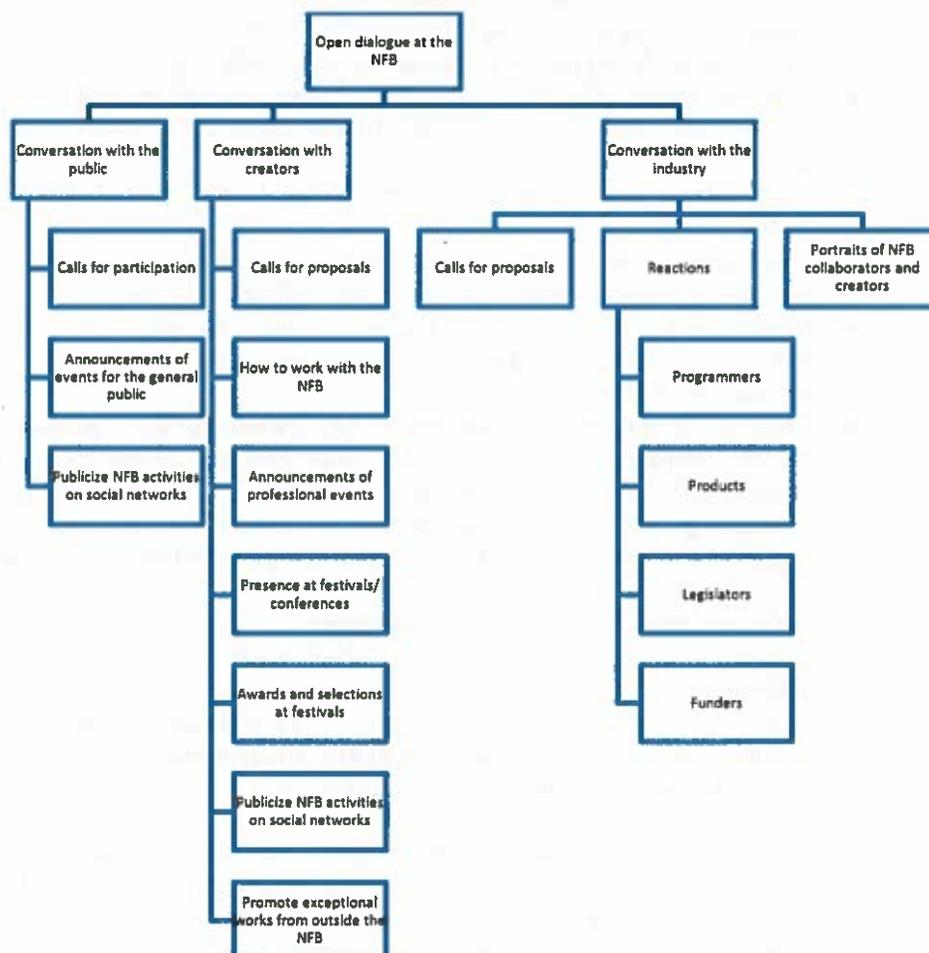 Open dialogue at the
NFB
Conversation with the
public
Conversation with
creators
Conversation with the
industry
Calls for participation
Announcements of
events for the general
public
Publicize NFB activities
on social networks
Calls for proposals
How to work with the
NFB
Announcements of
professional events
Presence at festivals/
conferences
Awards and selections
at festivals
Publicize NFB activities
on social networks
Promote exceptional
works from outside the
NFB
Calls for proposals
Reactions
Portraits of NFB
collaborators and
creators
Programmers
Products
Legislators
Funders